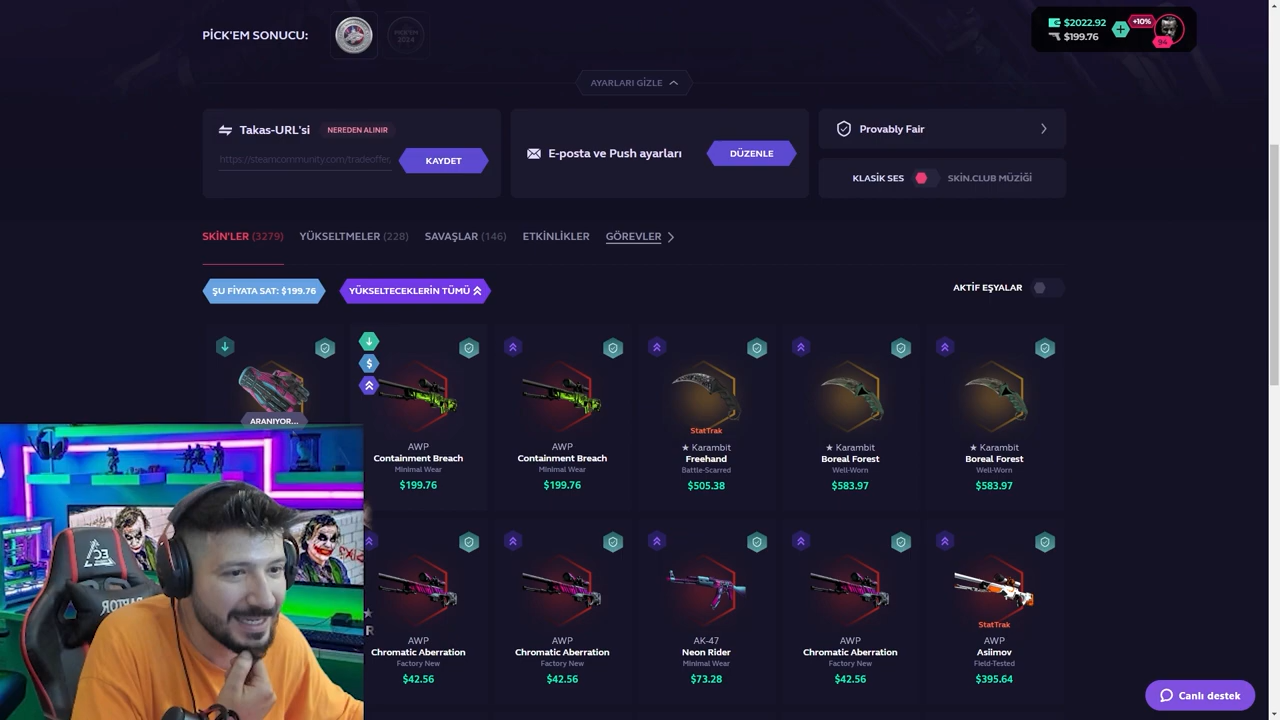 PİCK'EM SONUCU:
PICK'EM
2024
$2022.92
$199.76
+10%
94
AYARLARI GİZLE
Takas-URL'si
NEREDEN ALINIR
https://steamcommunity.com/tradeoffer
KAYDET
E-posta ve Push ayarları
DÜZENLE
Provably Fair
KLASİK SES
SKİN.CLUB MÜZİĞİ
SKİN'LER (3279)
YÜKSELTMELER (228)
SAVAŞLAR (146)
ETKİNLİKLER
GÖREVLER
ŞU FİYATA SAT: $199.76
YÜKSELTECEKLERİN TÜMÜ
AKTİF EŞYALAR
ARANIYOR...
AWP
Containment Breach
Minimal Wear
$199.76
AWP
Containment Breach
Minimal Wear
$199.76
StatTrak
★ Karambit
Freehand
Battle-Scarred
$505.38
★ Karambit
Boreal Forest
Well-Worn
$583.97
★ Karambit
Boreal Forest
Well-Worn
$583.97
AWP
Chromatic Aberration
Factory New
$42.56
AWP
Chromatic Aberration
Factory New
$42.56
AK-47
Neon Rider
Minimal Wear
$73.28
AWP
Chromatic Aberration
Factory New
$42.56
StatTrak
AWP
Asiimov
Field-Tested
$395.64
Canlı destek